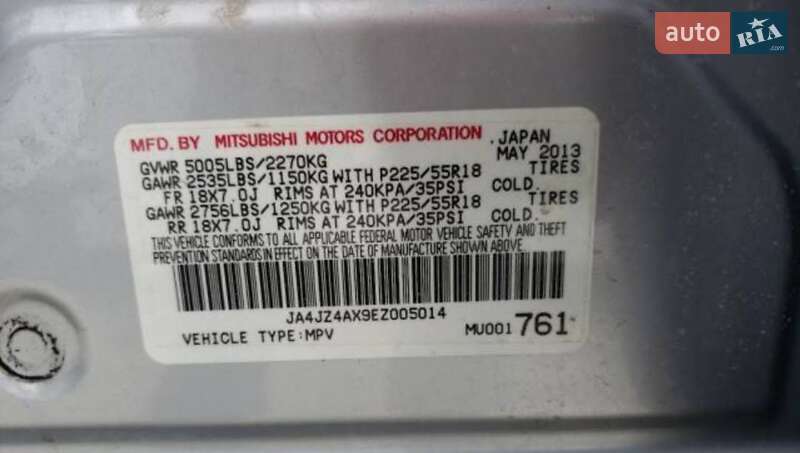 auto RIA.com
MFD. BY MITSUBISHI MOTORS CORPORATION JAPAN
GVWR 5005LBS/2270KG MAY 2013
GAWR 2535LBS/1150KG WITH P225/55R18 TIRES
FR 18X7.0J RIMS AT 240KPA/35PSI COLD.
GAWR 2756LBS/1250KG WITH P225/55R18 TIRES
RR 18X7.0J RIMS AT 240KPA/35PSI COLD.
THIS VEHICLE CONFORMS TO ALL APPLICABLE FEDERAL MOTOR VEHICLE SAFETY AND THEFT
PREVENTION STANDARDS IN EFFECT ON THE DATE OF MANUFACTURE SHOWN ABOVE.
JA4JZ4AX9EZ005014
VEHICLE TYPE:MPV MU001 761